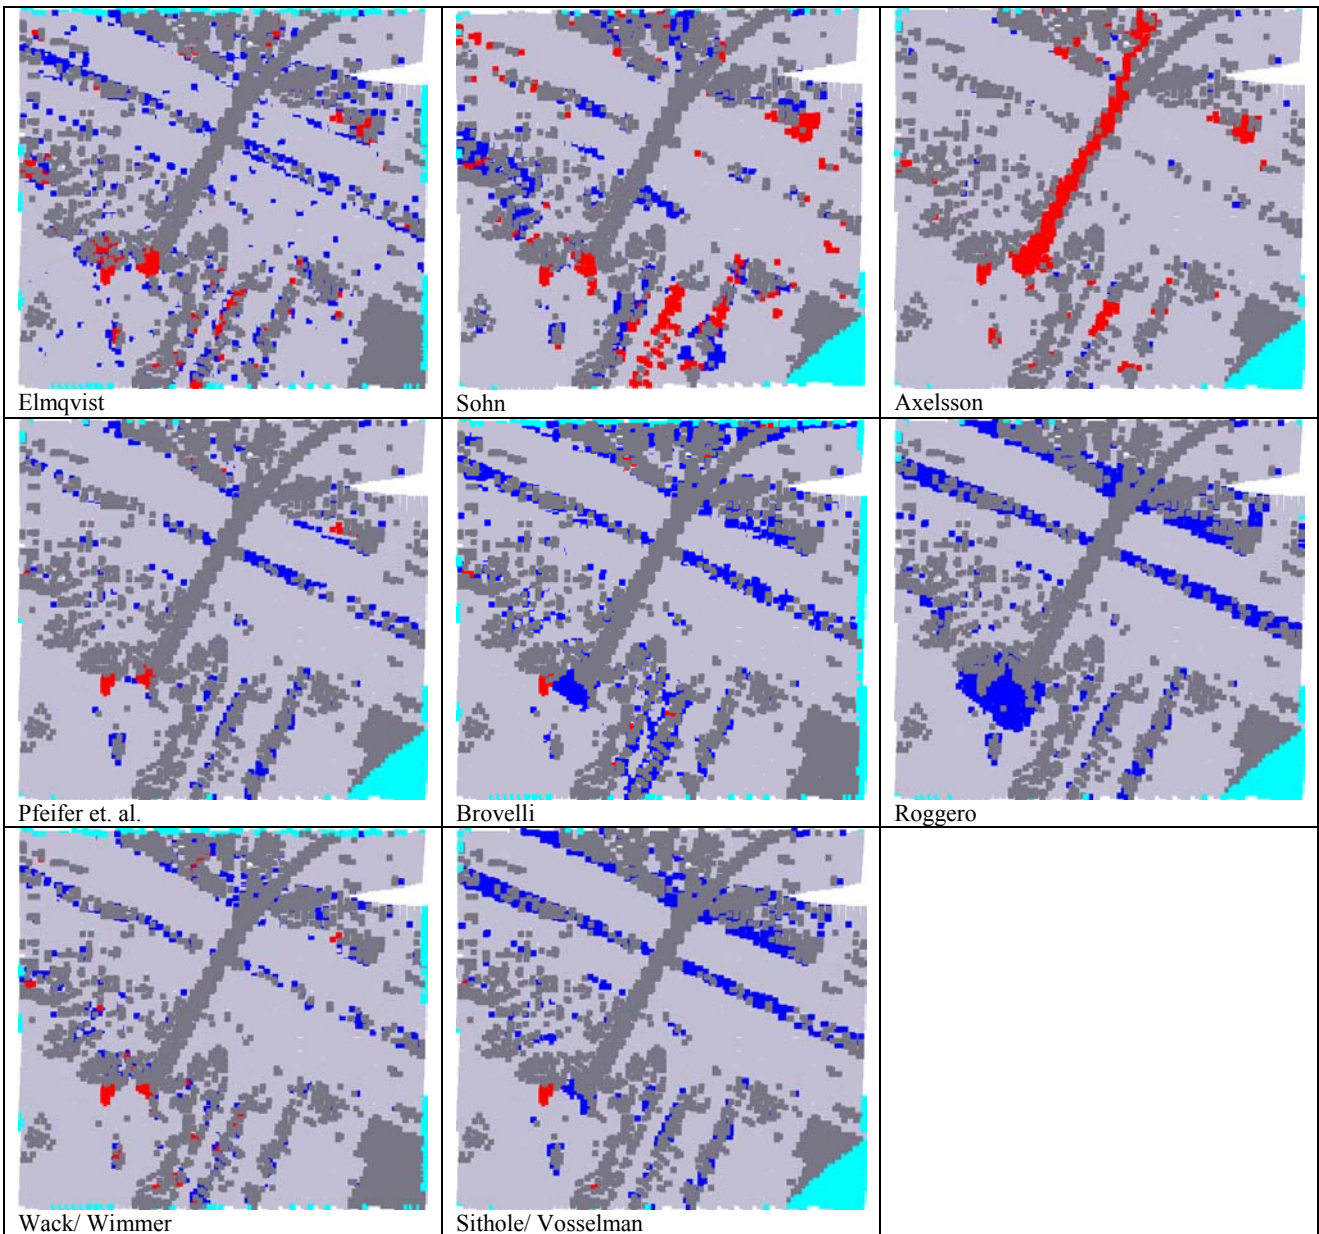 Elmqvist
Sohn
Axelsson
Pfeifer et. al.
Brovelli
Roggero
Wack/ Wimmer
Sithole/ Vosselman